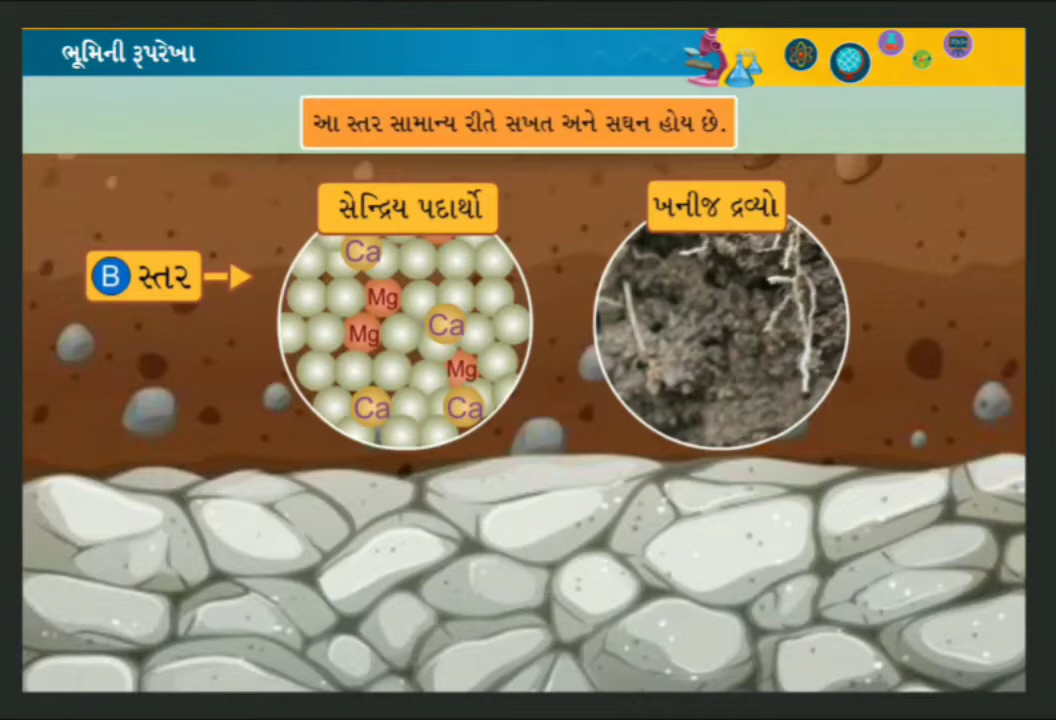 ભૂમિની રૂપરેખા
આ સ્તર સામાન્ય રીતે સખત અને સઘન હોય છે.
સેન્દ્રિય પદાર્થો
ખનીજ દ્રવ્યો
B સ્તર
Ca
Mg
Ca
Mg
Mg
Ca
Ca